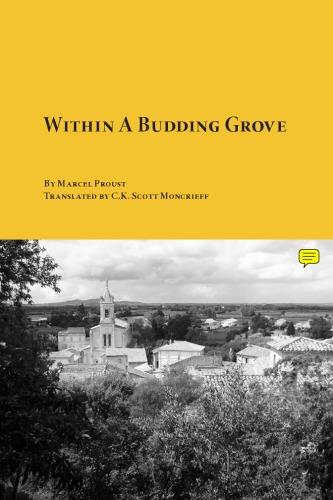 WITHIN A BUDDING GROVE
BY MARCEL PROUST
TRANSLATED BY C.K. SCOTT MONCRIEFF